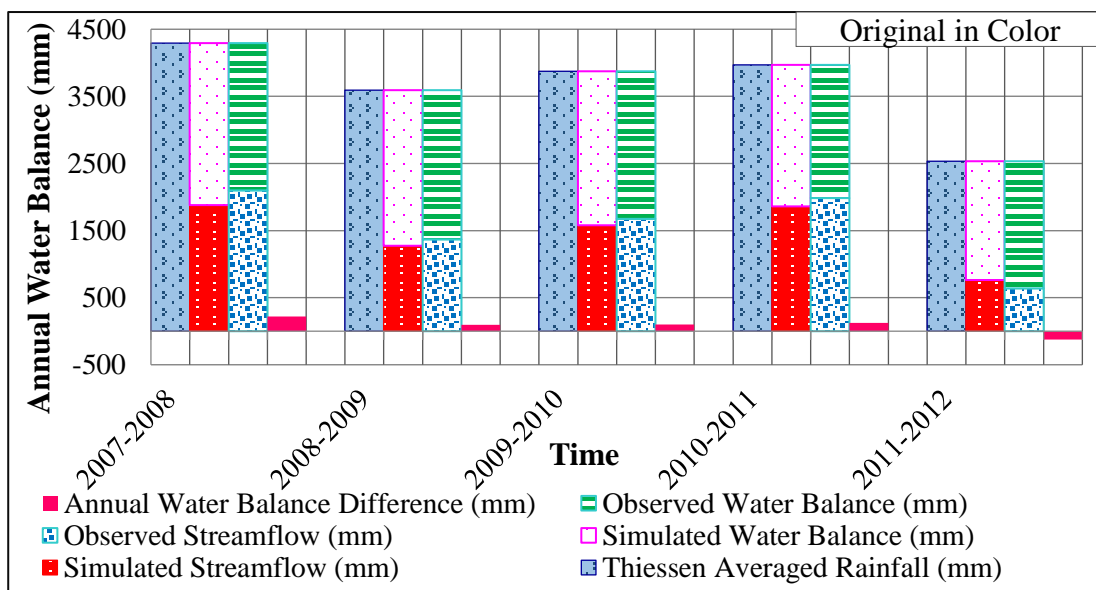 Original in Color
Annual Water Balance (mm)
4500
3500
2500
1500
500
-500
2007-2008
2008-2009
2009-2010
2010-2011
2011-2012
Time
Annual Water Balance Difference (mm)
Observed Water Balance (mm)
Observed Streamflow (mm)
Simulated Water Balance (mm)
Simulated Streamflow (mm)
Thiessen Averaged Rainfall (mm)